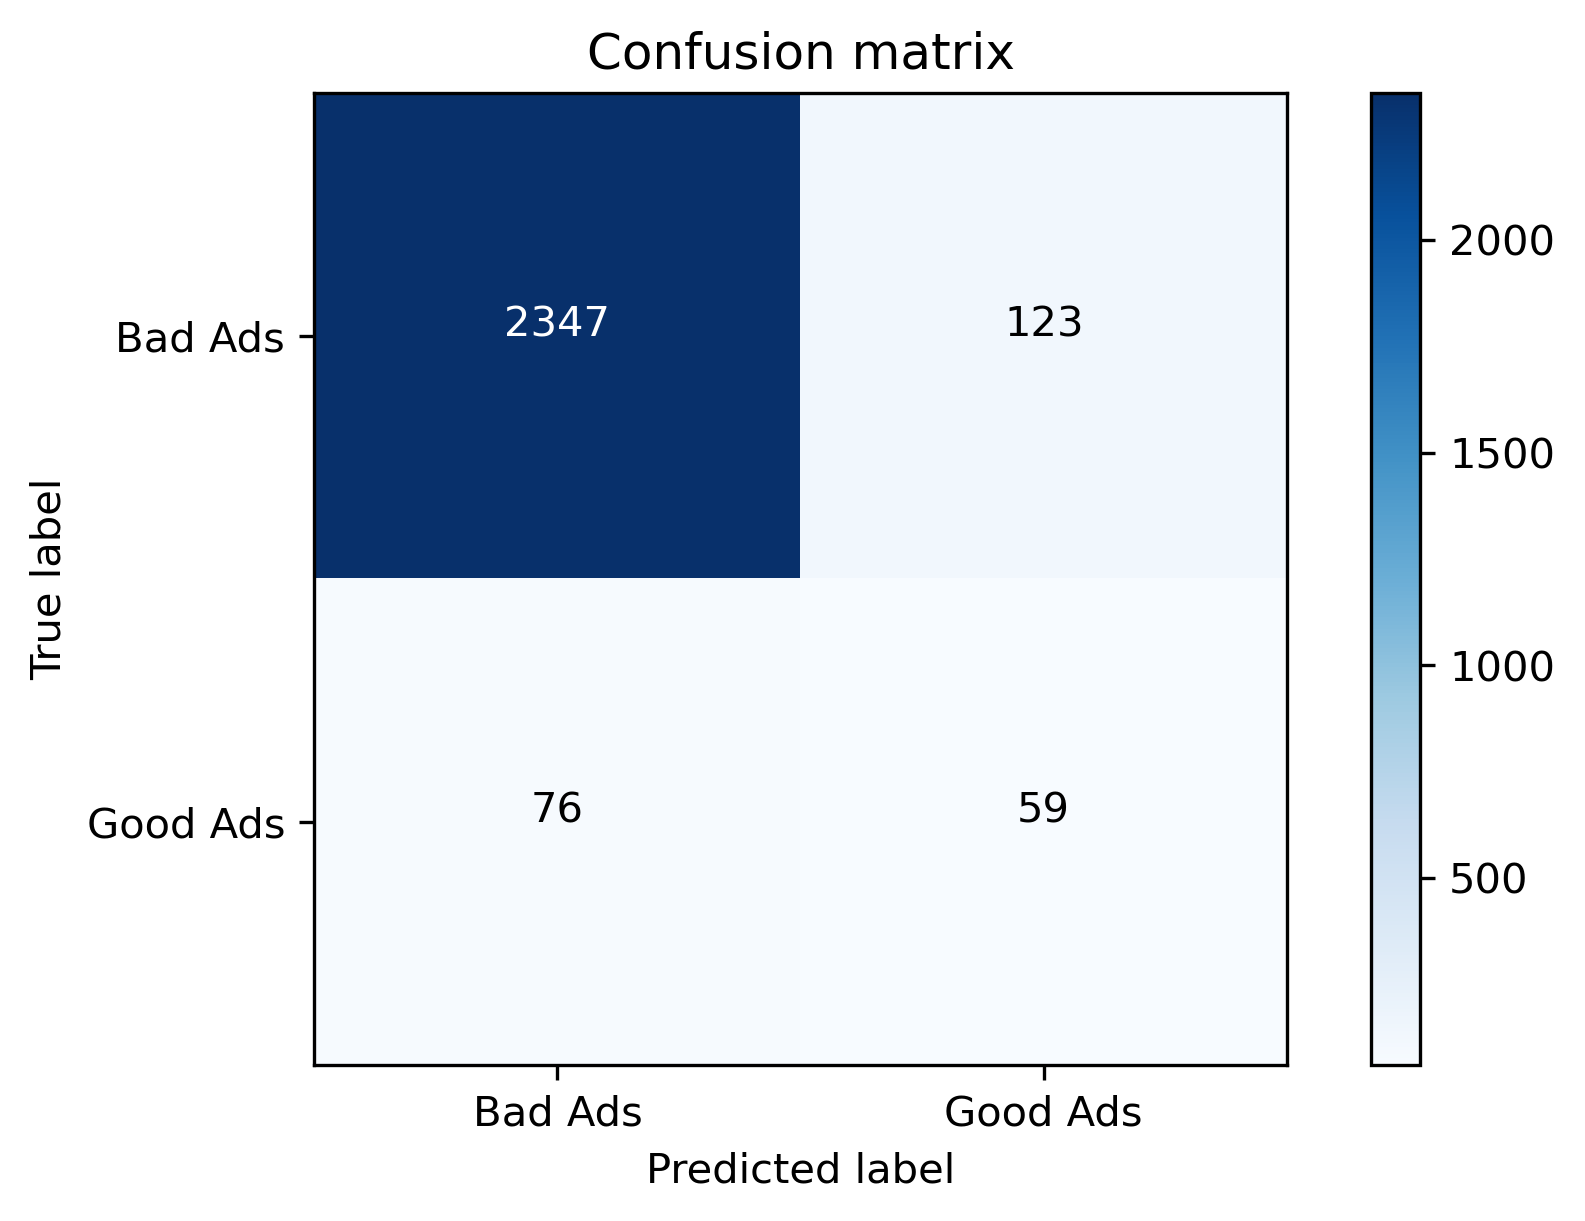 Confusion matrix
True label
Bad Ads
Good Ads
2347
123
76
59
Bad Ads
Good Ads
Predicted label
2000
1500
1000
500